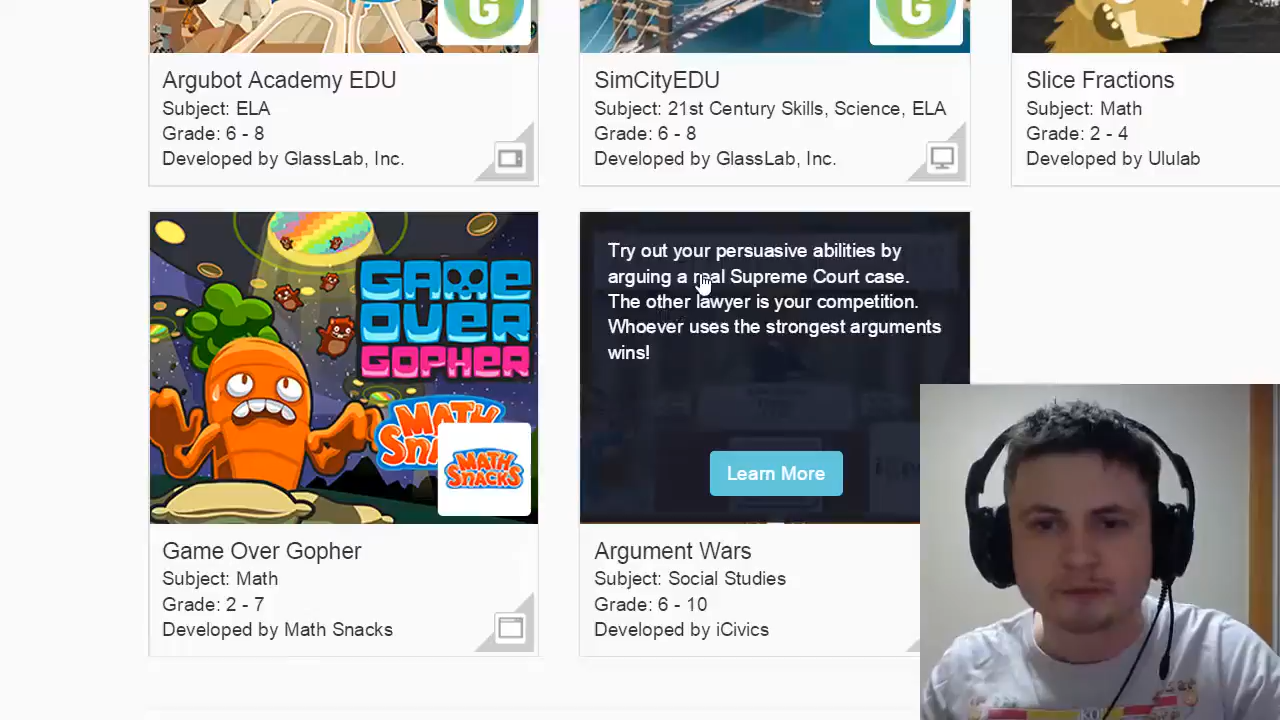 Argubot Academy EDU
Subject: ELA
Grade: 6 - 8
Developed by GlassLab, Inc.
G
SimCityEDU
Subject: 21st Century Skills, Science, ELA
Grade: 6 - 8
Developed by GlassLab, Inc.
G
Slice Fractions
Subject: Math
Grade: 2 - 4
Developed by Ululab
GAME
OVER
GOPHER
MATH
MATH
SNACKS
Game Over Gopher
Subject: Math
Grade: 2 - 7
Developed by Math Snacks
Try out your persuasive abilities by
arguing a real Supreme Court case.
The other lawyer is your competition.
Whoever uses the strongest arguments
wins!
Learn More
Argument Wars
Subject: Social Studies
Grade: 6 - 10
Developed by iCivics